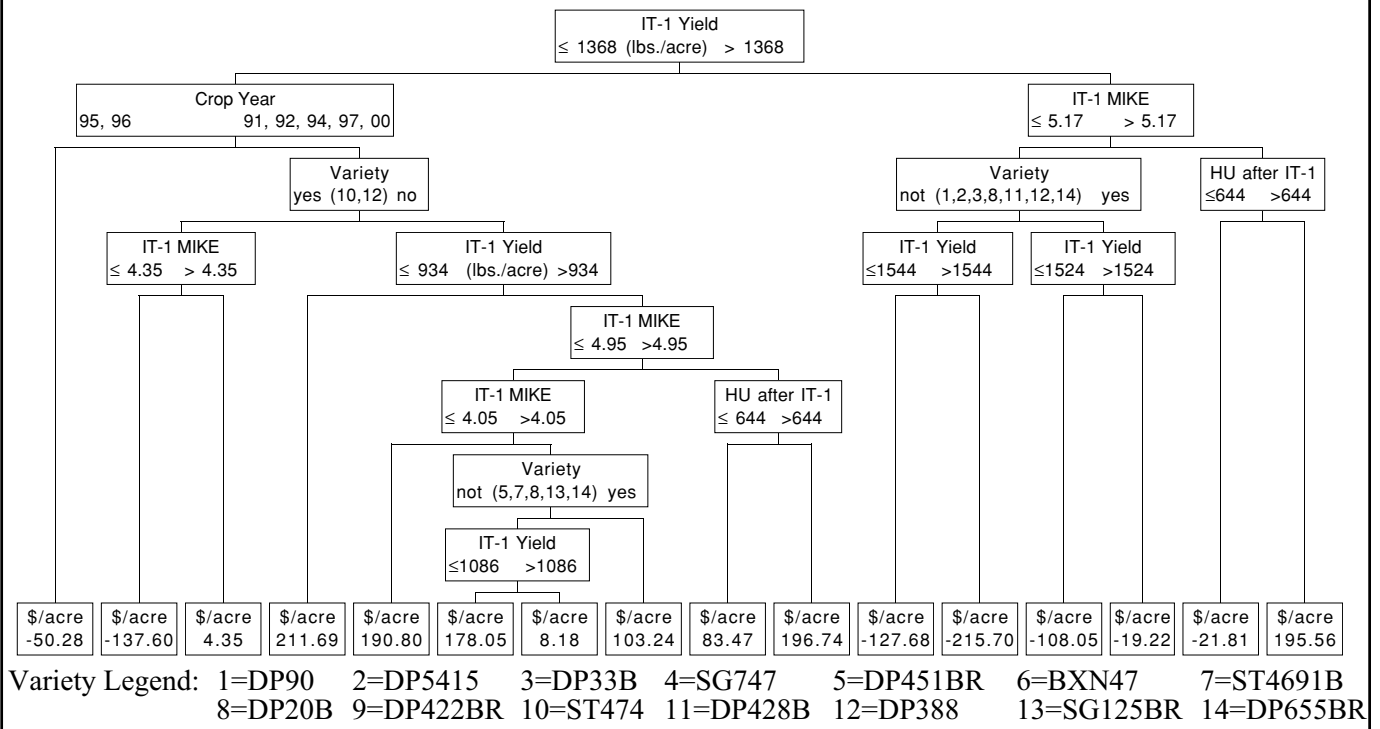 IT-1 Yield
≤ 1368 (lbs./acre) > 1368
Crop Year
95, 96 91, 92, 94, 97, 00
IT-1 MIKE
≤ 5.17 > 5.17
Variety
yes (10,12) no
Variety
not (1,2,3,8,11,12,14) yes
HU after IT-1
≤644 >644
IT-1 MIKE
≤ 4.35 > 4.35
IT-1 Yield
≤ 934 (lbs./acre) >934
IT-1 Yield
≤1544 >1544
IT-1 Yield
≤1524 >1524
IT-1 MIKE
≤ 4.95 >4.95
IT-1 MIKE
≤ 4.05 >4.05
HU after IT-1
≤ 644 >644
Variety
not (5,7,8,13,14) yes
IT-1 Yield
≤1086 >1086
$/acre $/acre $/acre $/acre $/acre $/acre $/acre $/acre $/acre $/acre $/acre $/acre $/acre $/acre $/acre $/acre
-50.28 -137.60 4.35 211.69 190.80 178.05 8.18 103.24 83.47 196.74 -127.68 -215.70 -108.05 -19.22 -21.81 195.56
Variety Legend: 1=DP90 2=DP5415 3=DP33B 4=SG747 5=DP451BR 6=BXN47 7=ST4691B
8=DP20B 9=DP422BR 10=ST474 11=DP428B 12=DP388 13=SG125BR 14=DP655BR